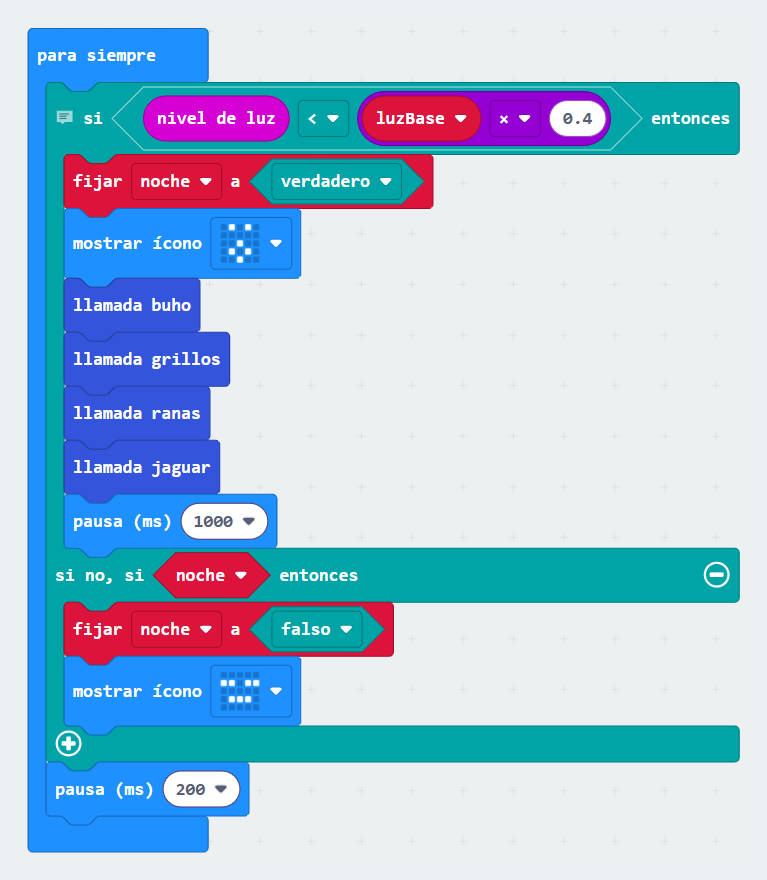 para siempre
si nivel de luz < luzBase × 0.4 entonces
fijar noche a verdadero
mostrar ícono
llamada buho
llamada grillos
llamada ranas
llamada jaguar
pausa (ms) 1000
si no, si noche entonces
fijar noche a falso
mostrar ícono
pausa (ms) 200